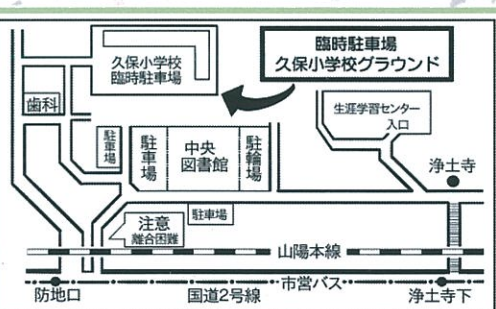 臨時駐車場
久保小学校グラウンド
久保小学校
臨時駐車場
歯科
生涯学習センター
入口
駐車場
駐車場
中央
図書館
駐輪場
浄土寺
駐車場
注意
離合困難
山陽本線
市営バス
防地口
国道2号線
浄土寺下